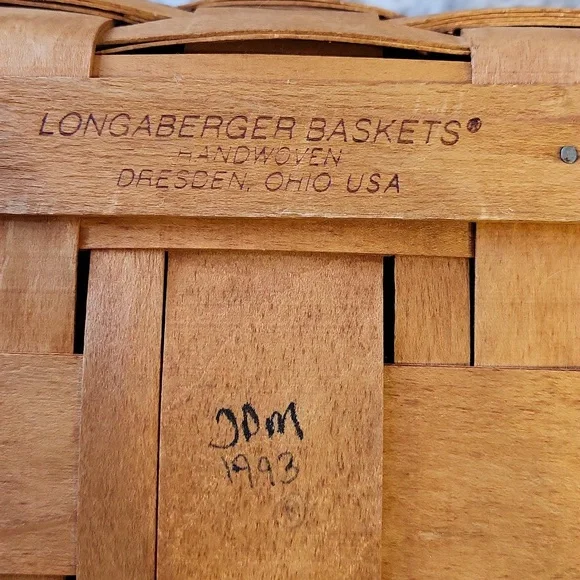 LONGABERGER BASKETS®
HANDWOVEN
DRESDEN, OHIO USA
JDM
1993